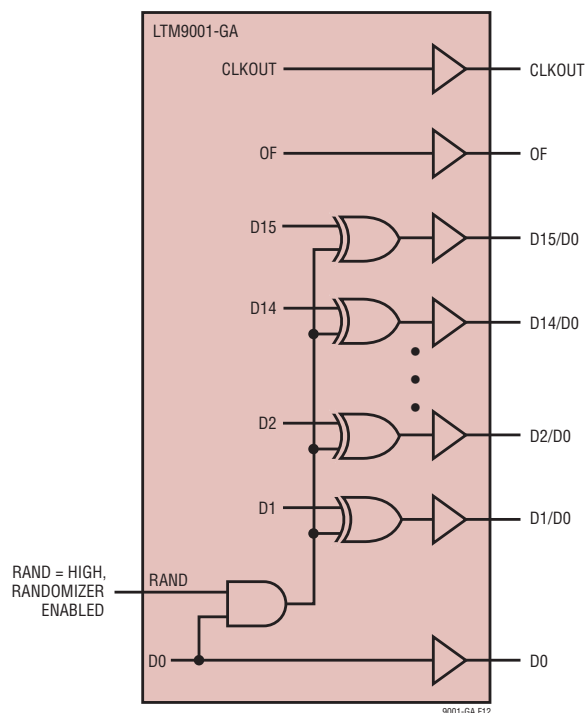 LTM9001-GA
CLKOUT
CLKOUT
OF
OF
D15
D15/D0
D14
D14/D0
D2
D2/D0
D1
D1/D0
RAND = HIGH,
RANDOMIZER
ENABLED
RAND
D0
D0
9001-GA F12